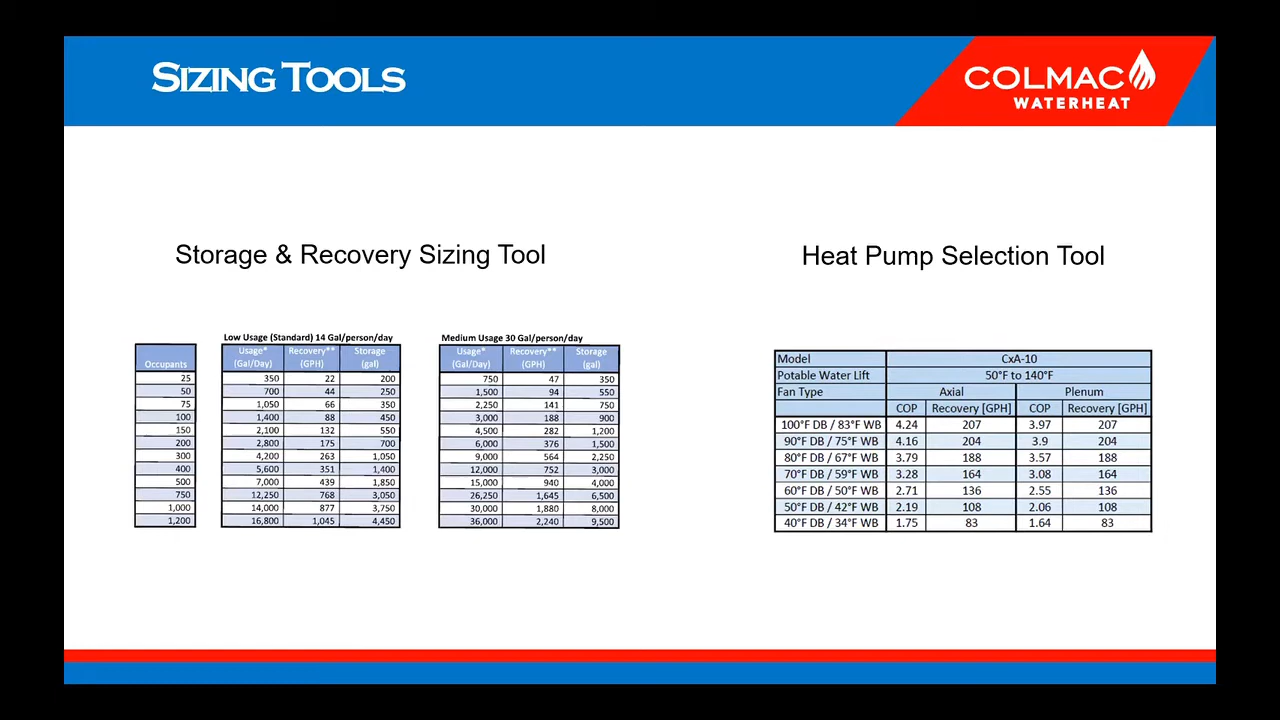 SIZING TOOLS
COLMAC
WATERHEAT
Storage & Recovery Sizing Tool
Heat Pump Selection Tool
Low Usage (Standard) 14 Gal/person/day
Medium Usage 30 Gal/person/day
Occupants Usage* (Gal/Day) Recovery** (GPH) Storage (gal) Usage* (Gal/Day) Recovery** (GPH) Storage (gal)
25 350 22 200 750 47 350
50 700 44 250 1,500 94 550
75 1,050 66 350 2,250 141 750
100 1,400 88 450 3,000 188 900
150 2,100 132 550 4,500 282 1,200
200 2,800 175 700 6,000 376 1,500
300 4,200 263 1,050 9,000 564 2,250
400 5,600 351 1,400 12,000 752 3,000
500 7,000 439 1,850 15,000 940 4,000
750 12,250 768 3,050 26,250 1,645 6,500
1,000 14,000 877 3,750 30,000 1,880 8,000
1,200 16,800 1,045 4,450 36,000 2,240 9,500
Model CxA-10
Potable Water Lift 50°F to 140°F
Fan Type Axial Plenum
COP Recovery [GPH] COP Recovery [GPH]
100°F DB / 83°F WB 4.24 207 3.97 207
90°F DB / 75°F WB 4.16 204 3.9 204
80°F DB / 67°F WB 3.79 188 3.57 188
70°F DB / 59°F WB 3.28 164 3.08 164
60°F DB / 50°F WB 2.71 136 2.55 136
50°F DB / 42°F WB 2.19 108 2.06 108
40°F DB / 34°F WB 1.75 83 1.64 83